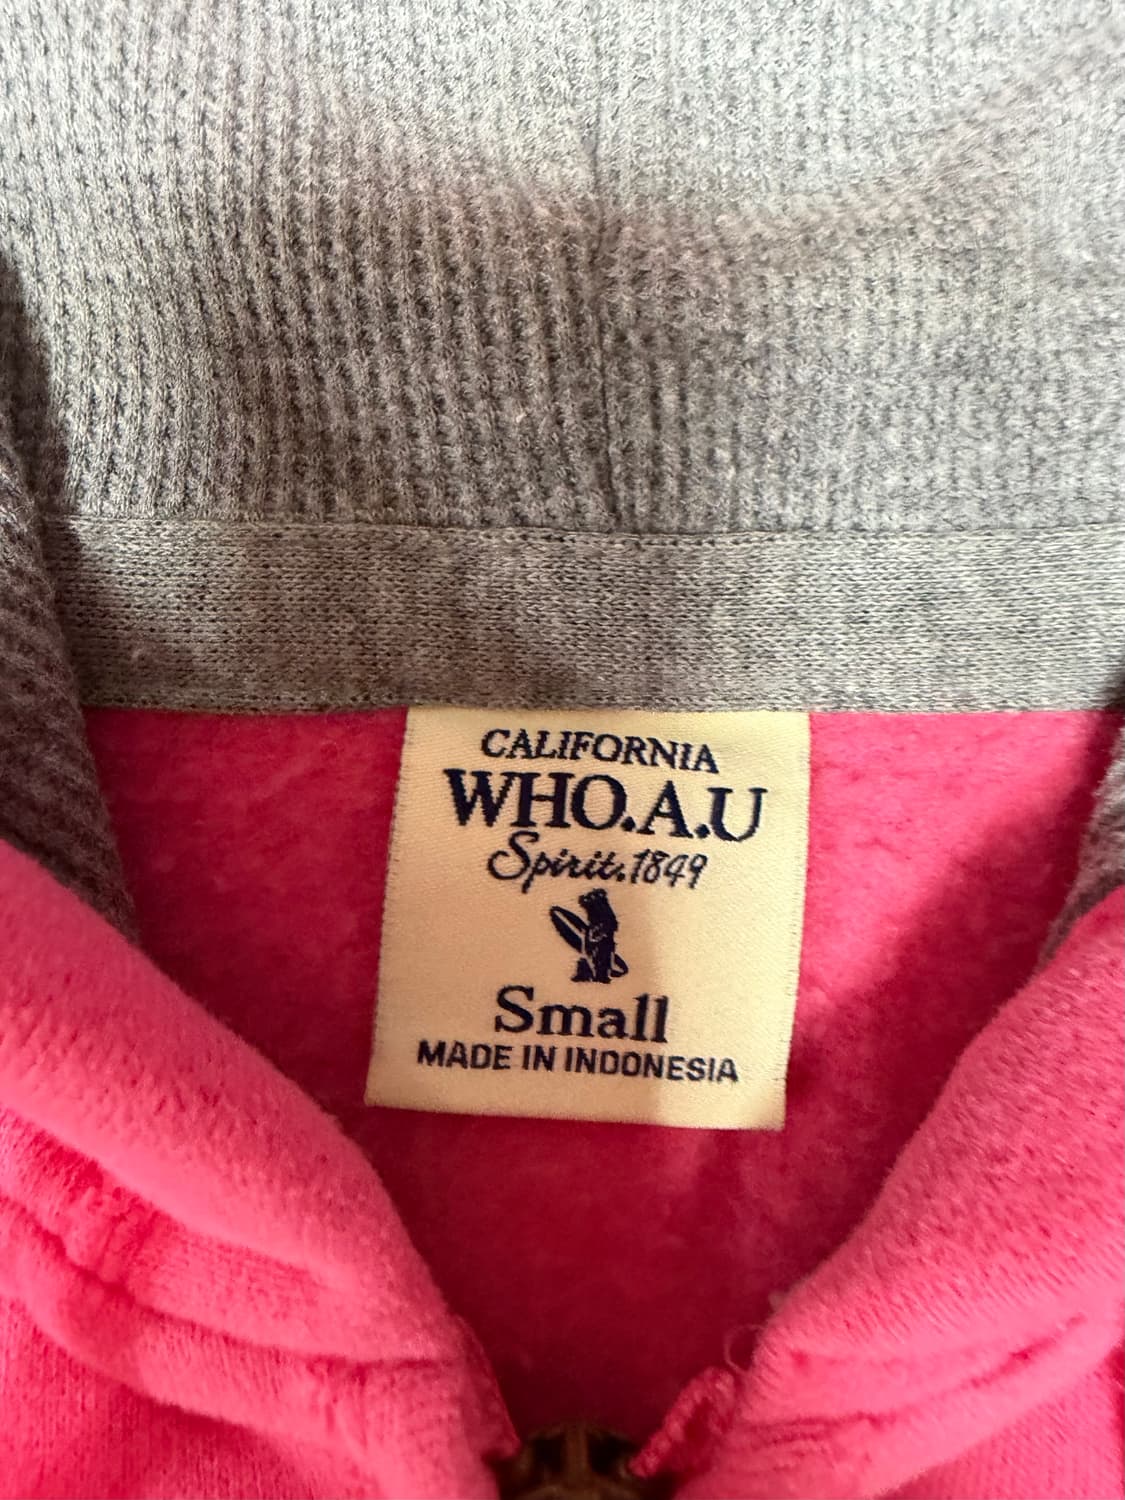 CALIFORNIA
WHO.A.U
Spirit.1849
Small
MADE IN INDONESIA